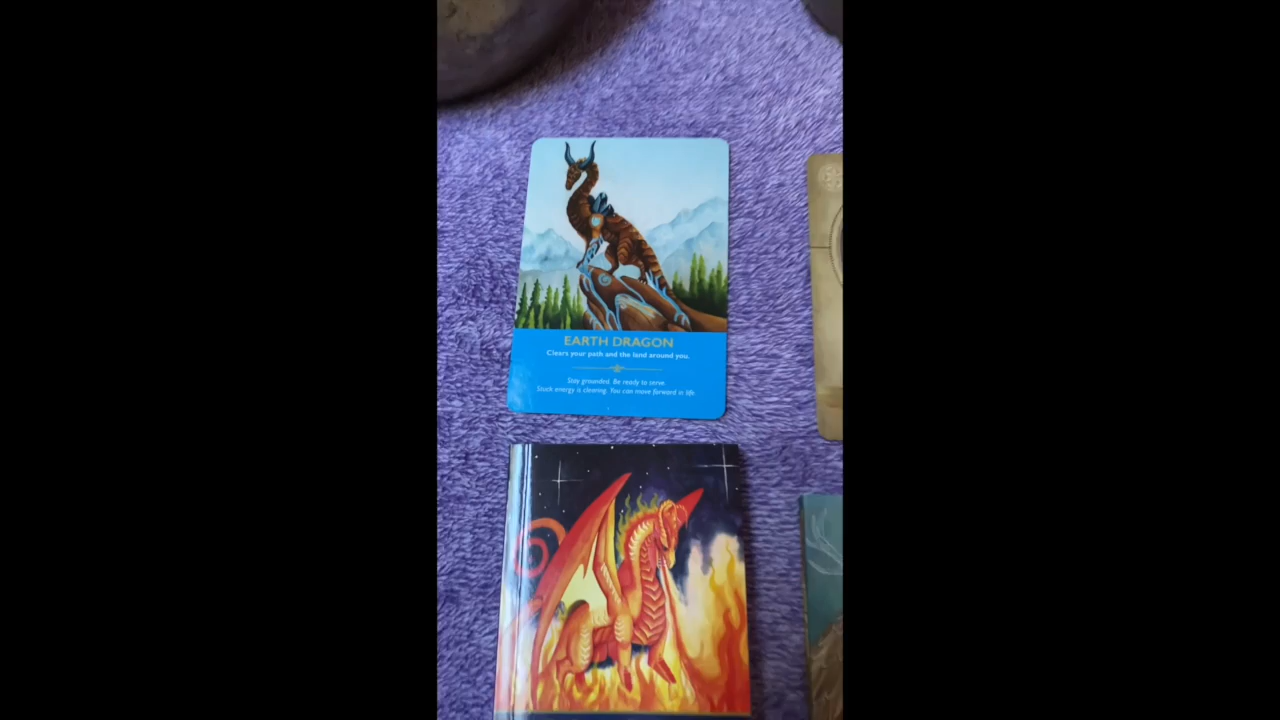 EARTH DRAGON
Clears your path and the land around you.
Stay grounded. Be ready to serve.
Stuck energy is clearing. You can move forward in life.